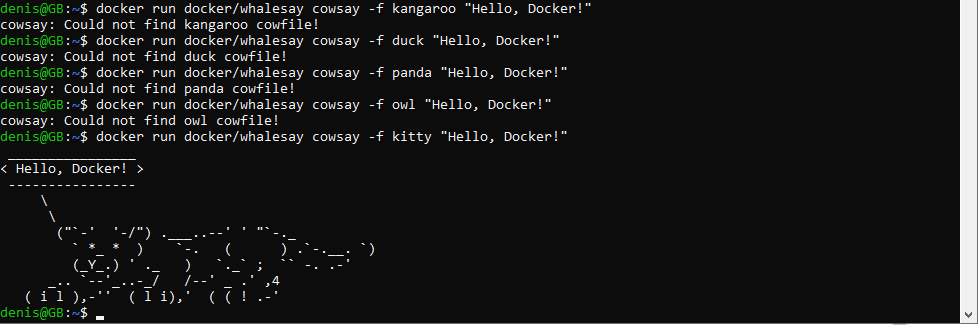 denis@GB:~$ docker run docker/whalesay cowsay -f kangaroo "Hello, Docker!"
cowsay: Could not find kangaroo cowfile!
denis@GB:~$ docker run docker/whalesay cowsay -f duck "Hello, Docker!"
cowsay: Could not find duck cowfile!
denis@GB:~$ docker run docker/whalesay cowsay -f panda "Hello, Docker!"
cowsay: Could not find panda cowfile!
denis@GB:~$ docker run docker/whalesay cowsay -f owl "Hello, Docker!"
cowsay: Could not find owl cowfile!
denis@GB:~$ docker run docker/whalesay cowsay -f kitty "Hello, Docker!"
 ________________
< Hello, Docker! >
 ----------------
     \
      \
       ("`-'  '-/") .___..--' ' "`-._
         ` *_ *  )    `-.   (      ) .`-.__. `)
         (_Y_.) ' ._   )   `._` ;  `` -. .-'
      _.. `--'_..-_/   /--' _ .' ,4
   ( i l ),-''  ( l i),'  ( ( ! .-'
denis@GB:~$